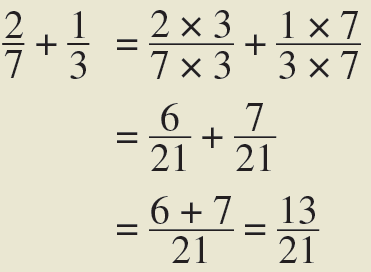 2/7 + 1/3 = (2 × 3)/(7 × 3) + (1 × 7)/(3 × 7)
= 6/21 + 7/21
= (6 + 7)/21 = 13/21